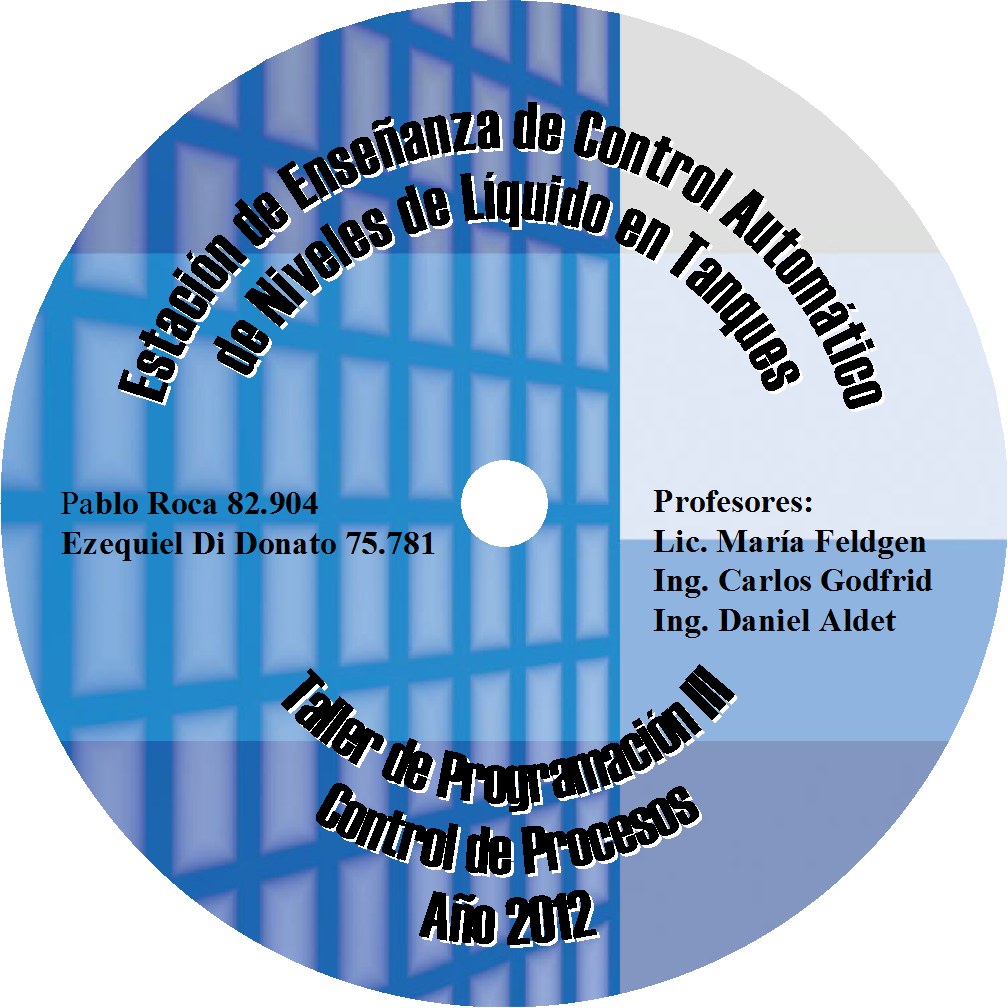 Estación de Enseñanza de Control Automático
de Niveles de Líquido en Tanques
Pablo Roca 82.904
Ezequiel Di Donato 75.781
Profesores:
Lic. María Feldgen
Ing. Carlos Godfrid
Ing. Daniel Aldet
Taller de Programación III
Control de Procesos
Año 2012